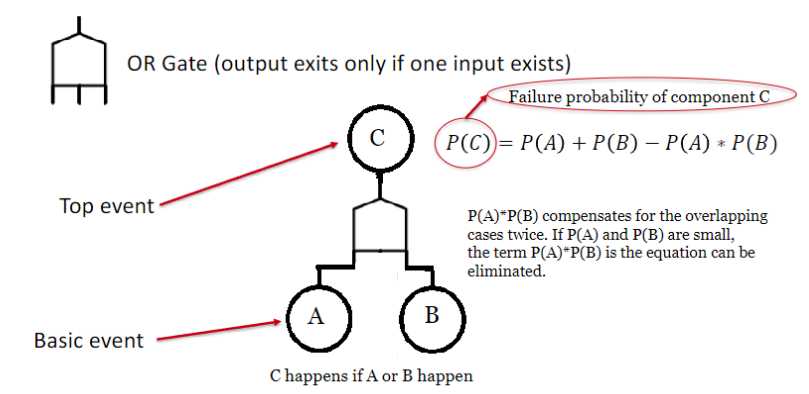 OR Gate (output exits only if one input exists)
Failure probability of component C
C
P(C)= P(A) + P(B) − P(A) ∗ P(B)
Top event
P(A)*P(B) compensates for the overlapping
cases twice. If P(A) and P(B) are small,
the term P(A)*P(B) is the equation can be
eliminated.
A
B
Basic event
C happens if A or B happen